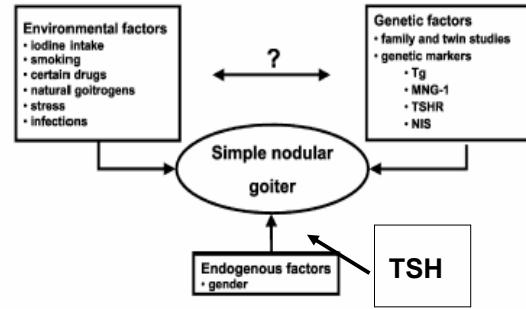 Environmental factors
• iodine intake
• smoking
• certain drugs
• natural goitrogens
• stress
• infections
?
Genetic factors
• family and twin studies
• genetic markers
• Tg
• MNG-1
• TSHR
• NIS
Simple nodular
goiter
Endogenous factors
• gender
TSH